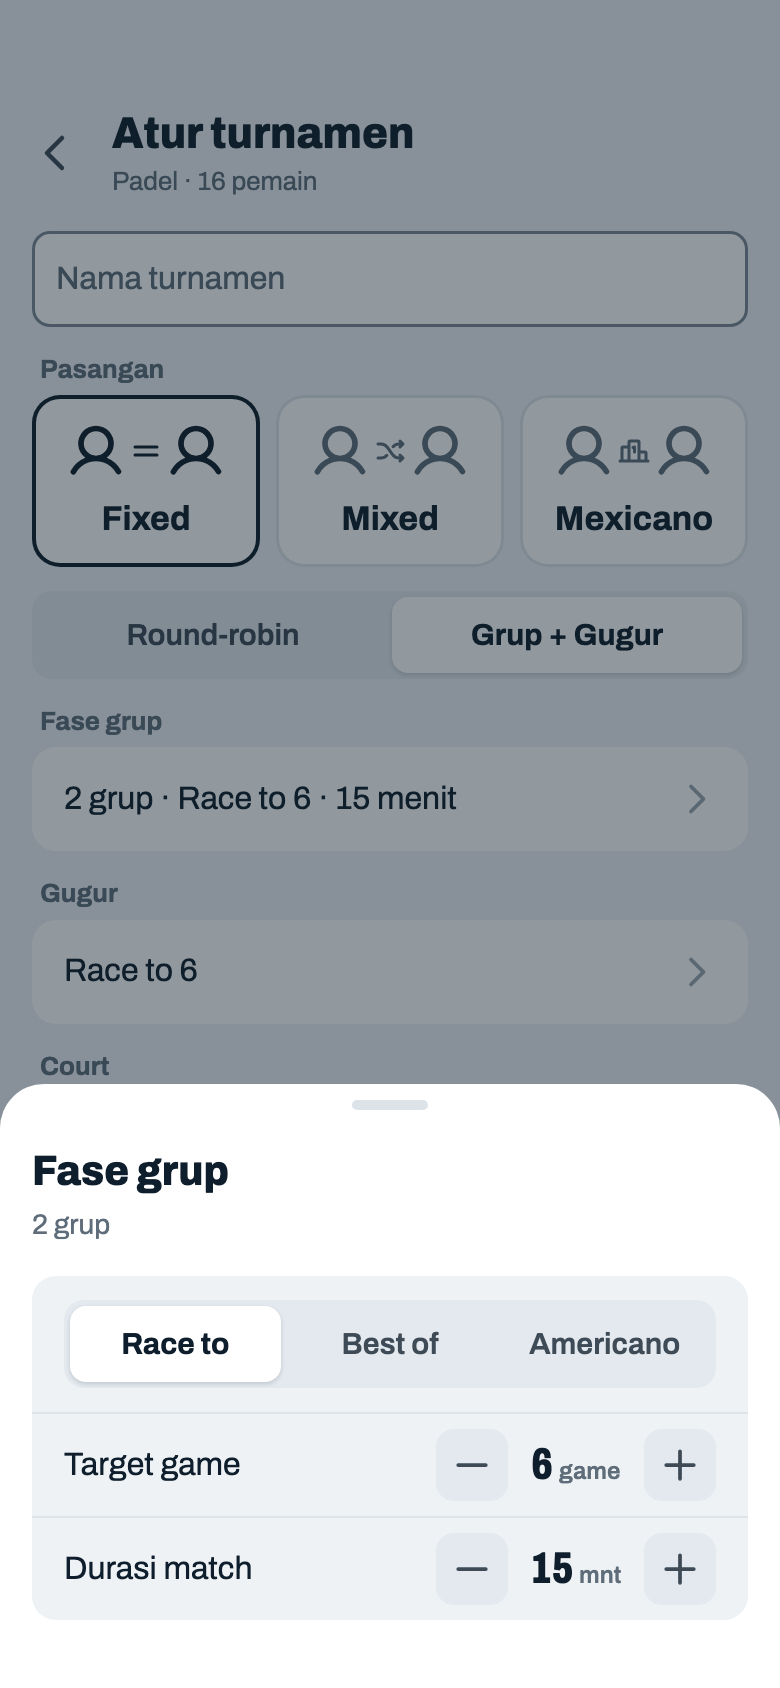 Atur turnamen
Padel · 16 pemain
Nama turnamen
Pasangan
Fixed
Mixed
Mexicano
Round-robin
Grup + Gugur
Fase grup
2 grup · Race to 6 · 15 menit
Gugur
Race to 6
Court
Fase grup
2 grup
Race to
Best of
Americano
Target game
6 game
Durasi match
15 mnt